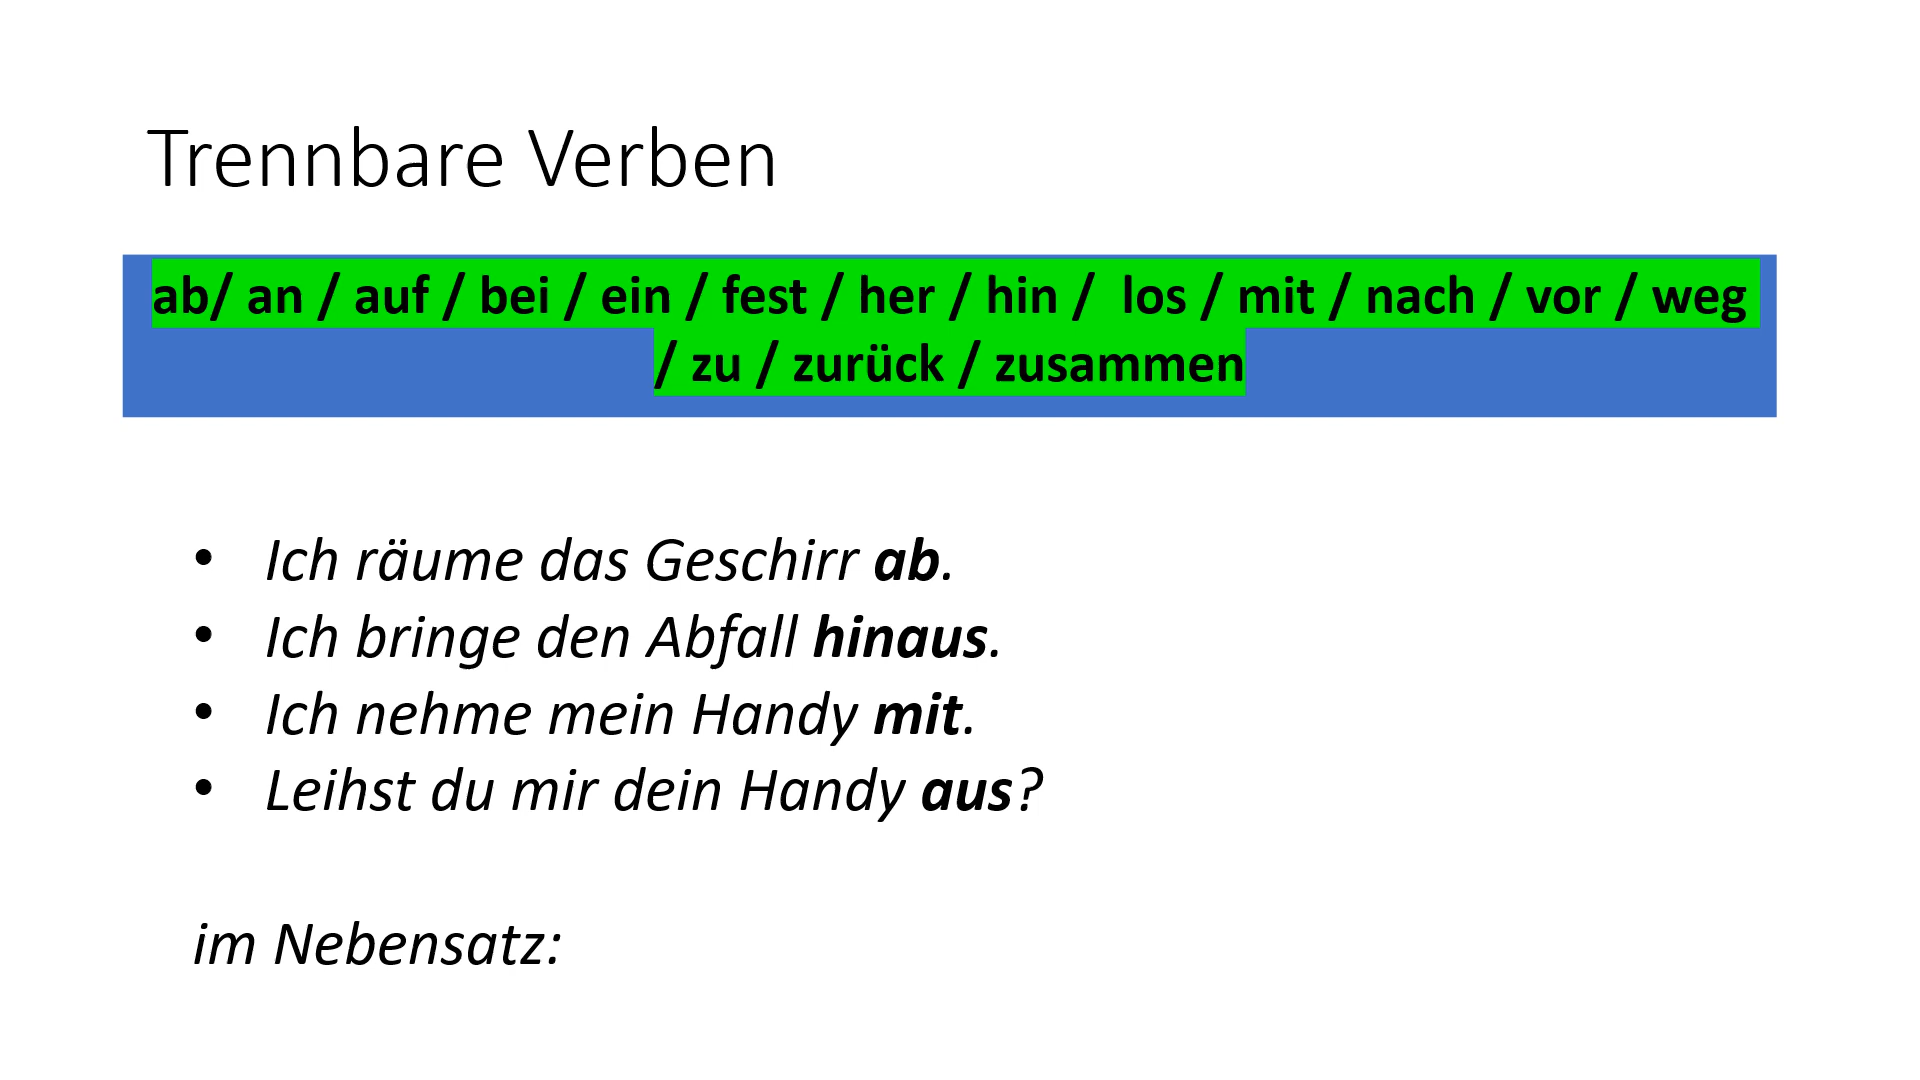 Trennbare Verben
ab/ an / auf / bei / ein / fest / her / hin /  los / mit / nach / vor / weg
/ zu / zurück / zusammen
• Ich räume das Geschirr ab.
• Ich bringe den Abfall hinaus.
• Ich nehme mein Handy mit.
• Leihst du mir dein Handy aus?
im Nebensatz: